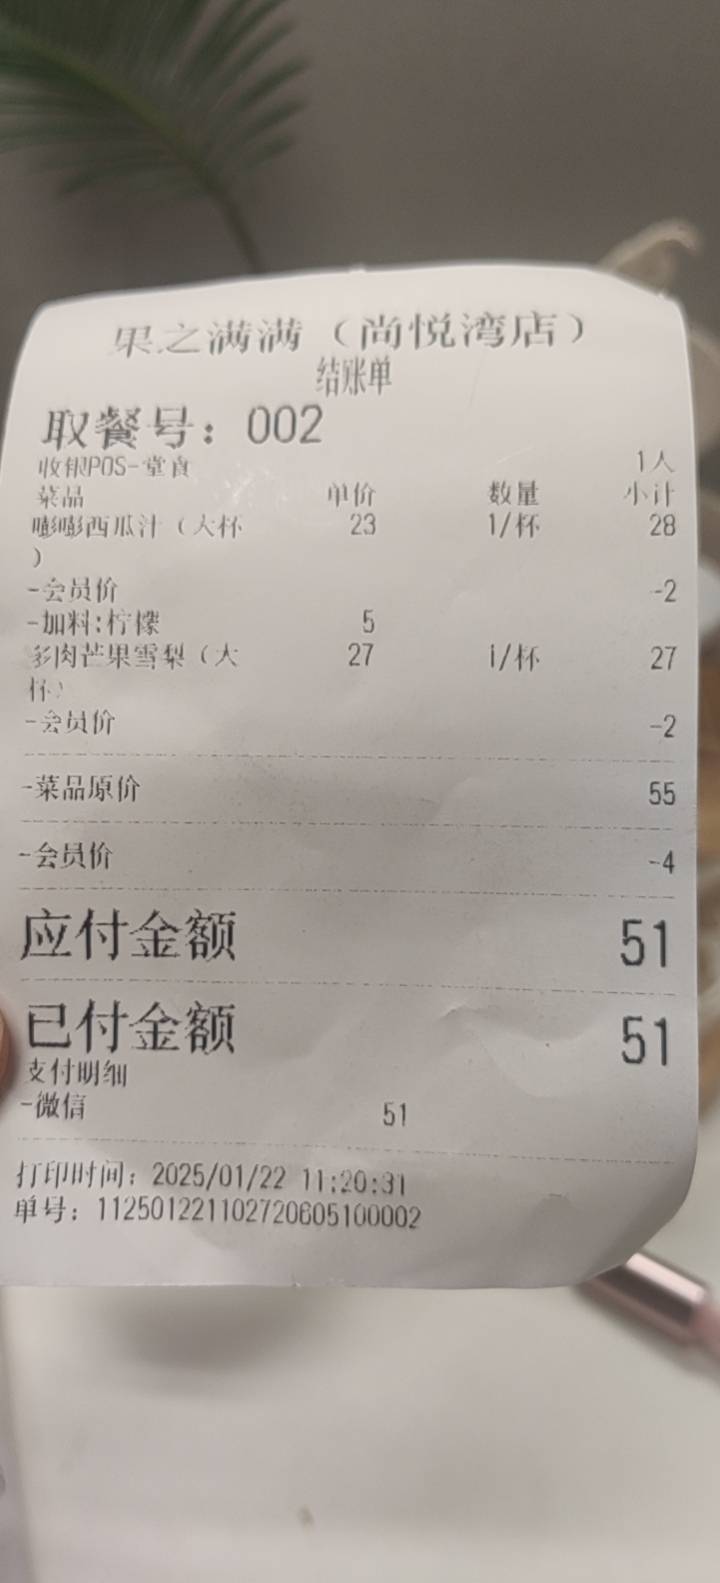 果之满满（尚悦湾店）
结账单
取餐号：002
收银POS-堂食 1人
菜品 单价 数量 小计
嘭嘭西瓜汁（大杯 23 1/杯 28
）
-会员价 -2
-加料:柠檬 5
多肉芒果雪梨（大 27 1/杯 27
杯）
-会员价 -2
-菜品原价 55
-会员价 -4
应付金额 51
已付金额 51
支付明细
-微信 51
打印时间：2025/01/22 11:20:31
单号：112501221102720605100002